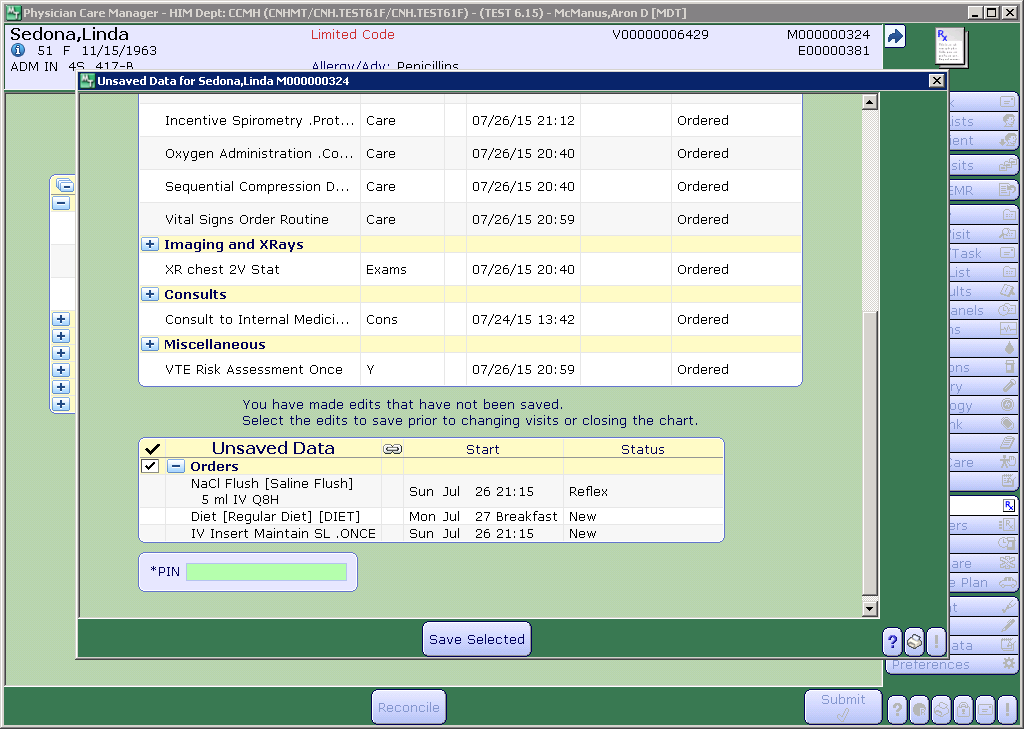 Physician Care Manager - HIM Dept: CCMH (CNHMT/CNH.TEST61F/CNH.TEST61F) - (TEST 6.15) - McManus,Aron D [MDT]
Sedona,Linda
Limited Code
V00000006429
M000000324
51 F 11/15/1963
E00000381
ADM IN 4S 417-B
Allergy/Adv: Penicillins
Unsaved Data for Sedona,Linda M000000324
Incentive Spirometry .Prot... Care 07/26/15 21:12 Ordered
Oxygen Administration .Co... Care 07/26/15 20:40 Ordered
Sequential Compression D... Care 07/26/15 20:40 Ordered
Vital Signs Order Routine Care 07/26/15 20:59 Ordered
Imaging and XRays
XR chest 2V Stat Exams 07/26/15 20:40 Ordered
Consults
Consult to Internal Medici... Cons 07/24/15 13:42 Ordered
Miscellaneous
VTE Risk Assessment Once Y 07/26/15 20:59 Ordered
You have made edits that have not been saved.
Select the edits to save prior to changing visits or closing the chart.
Unsaved Data Start Status
Orders
NaCl Flush [Saline Flush]
5 ml IV Q8H Sun Jul 26 21:15 Reflex
Diet [Regular Diet] [DIET] Mon Jul 27 Breakfast New
IV Insert Maintain SL .ONCE Sun Jul 26 21:15 New
*PIN
Save Selected
Rx
ists
ent
sits
EMR
isit
/Task
List
ults
anels
ns
ons
ry
ogy
nk
Care
ers
are
e Plan
t
ata
Preferences
Reconcile
Submit